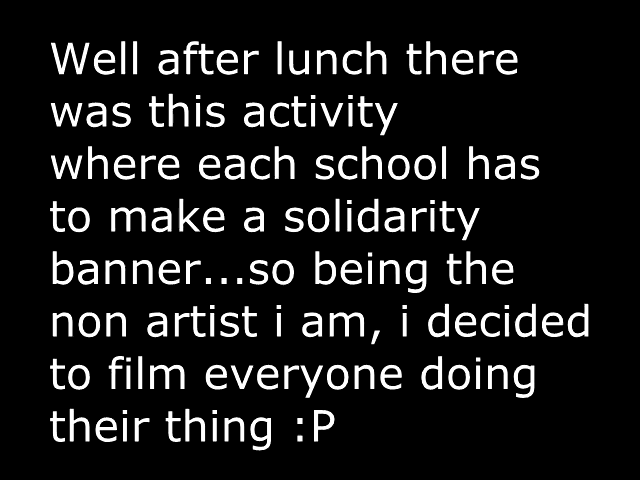 Well after lunch there
was this activity
where each school has
to make a solidarity
banner...so being the
non artist i am, i decided
to film everyone doing
their thing :P